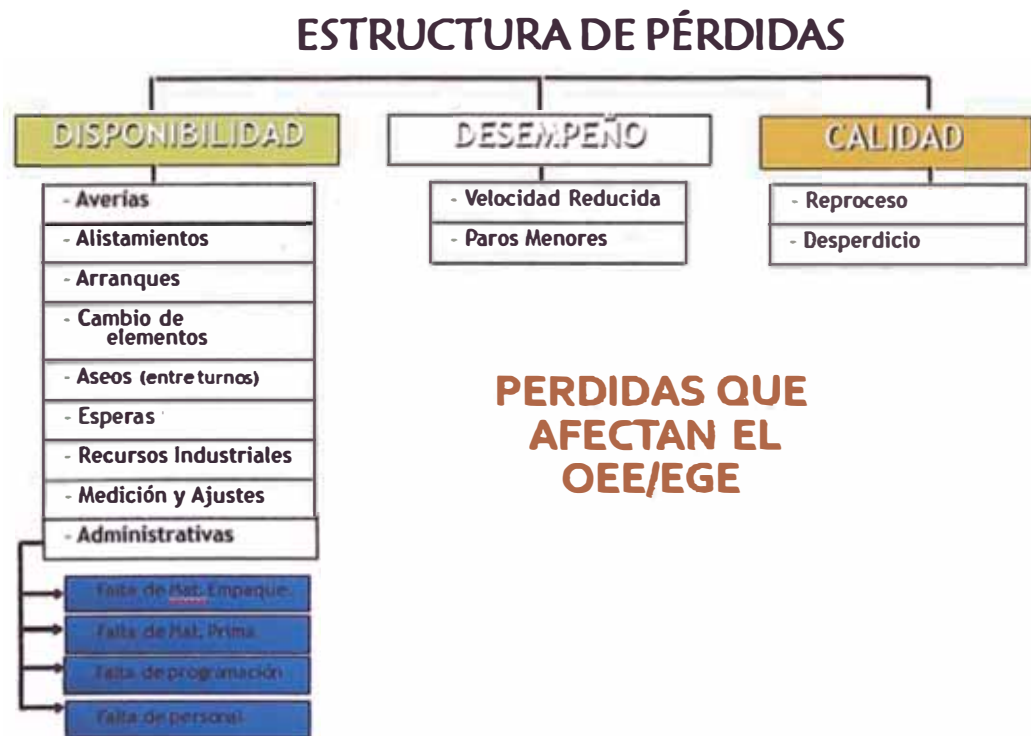 ESTRUCTURA DE PÉRDIDAS
DISPONIBILIDAD
- Averías
- Alistamientos
- Arranques
- Cambio de
elementos
- Aseos (entre turnos)
- Esperas
- Recursos Industriales
- Medición y Ajustes
- Administrativas
Falta de Mat. Empaque.
Falta de Mat. Prima
Falta de programación
Falta de personal
DESEMPEÑO
- Velocidad Reducida
- Paros Menores
CALIDAD
- Reproceso
- Desperdicio
PERDIDAS QUE
AFECTAN EL
OEE/EGE